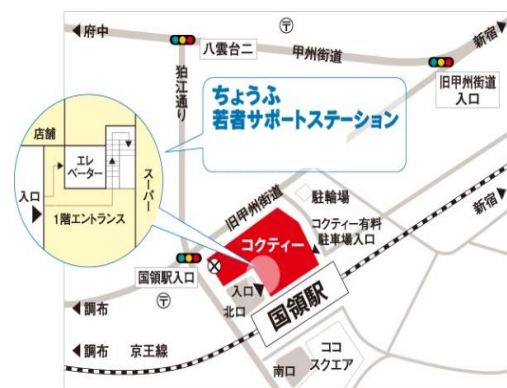 府中
八雲台二
甲州街道
新宿
旧甲州街道
入口
狛江通り
ちょうふ
若者サポートステーション
店舗
エレ
ベーター
スーパー
入口
1階エントランス
旧甲州街道
駐輪場
コクティー有料
駐車場入口
新宿
コクティー
国領駅入口
入口
北口
国領駅
調布
調布
京王線
南口
ココ
スクエア